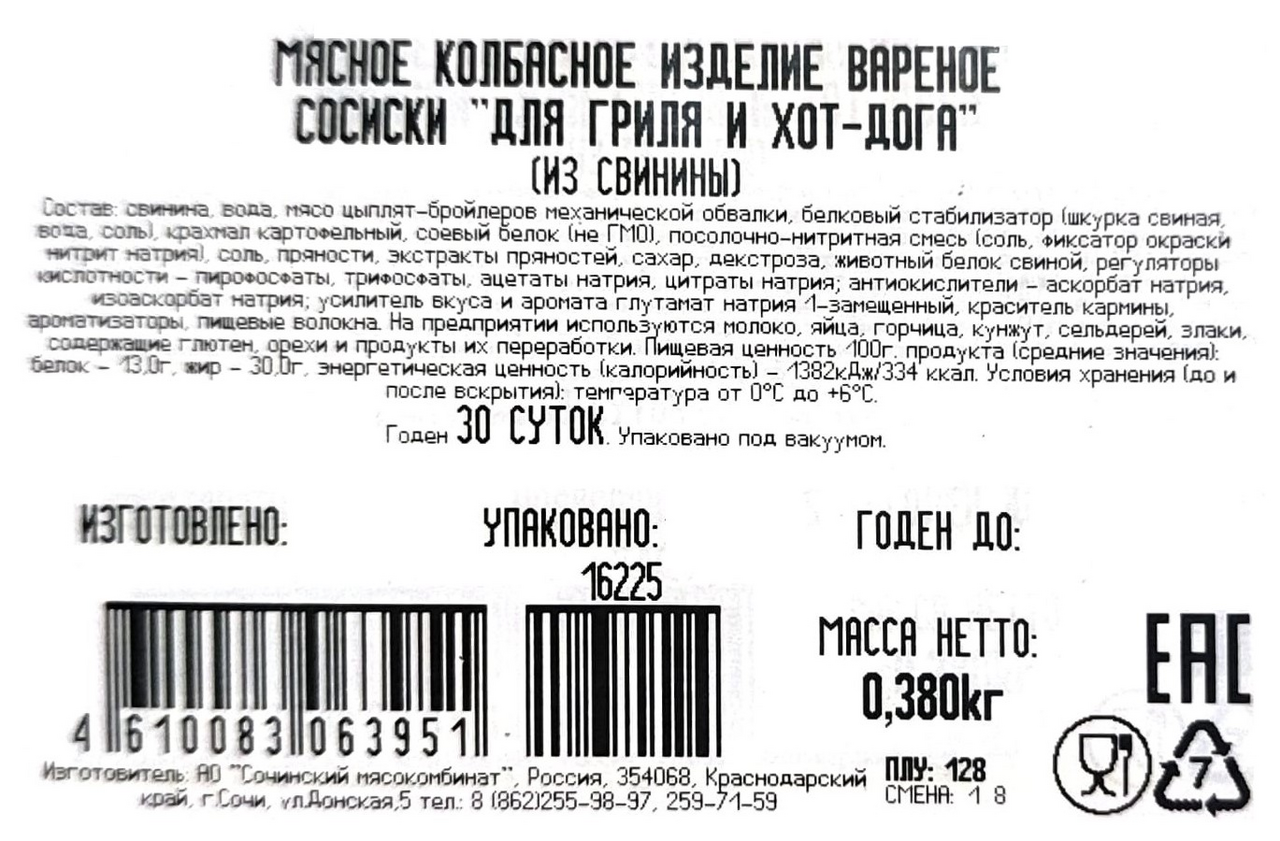 МЯСНОЕ КОЛБАСНОЕ ИЗДЕЛИЕ ВАРЕНОЕ
СОСИСКИ "ДЛЯ ГРИЛЯ И ХОТ-ДОГА"
(ИЗ СВИНИНЫ)
Состав: свинина, вода, мясо цыплят-бройлеров механической обвалки, белковый стабилизатор (шкурка свиная,
вода, соль), крахмал картофельный, соевый белок (не ГМО), посолочно-нитритная смесь (соль, фиксатор окраски
нитрит натрия), соль, пряности, экстракты пряностей, сахар, декстроза, животный белок свиной, регуляторы
кислотности - пирофосфаты, трифосфаты, ацетаты натрия, цитраты натрия; антиокислители - аскорбат натрия,
изоаскорбат натрия; усилитель вкуса и аромата глутамат натрия 1-замещенный, краситель кармины,
ароматизаторы, пищевые волокна. На предприятии используются молоко, яйца, горчица, кунжут, сельдерей, злаки,
содержащие глютен, орехи и продукты их переработки. Пищевая ценность 100г. продукта (средние значения):
белок - 13,0г, жир - 30,0г, энергетическая ценность (калорийность) - 1382кДж/334 ккал. Условия хранения (до и
после вскрытия): температура от 0°С до +6°С.
Годен 30 СУТОК. Упаковано под вакуумом.
ИЗГОТОВЛЕНО: УПАКОВАНО: ГОДЕН ДО:
16225
МАССА НЕТТО:
0,380кг
EAC
4 610083 063951
7
Изготовитель: АО "Сочинский мясокомбинат", Россия, 354068, Краснодарский
край, г.Сочи, ул.Донская,5 тел.: 8 (862)255-98-97, 259-71-59
ПЛУ: 128
СМЕНА: 1 8